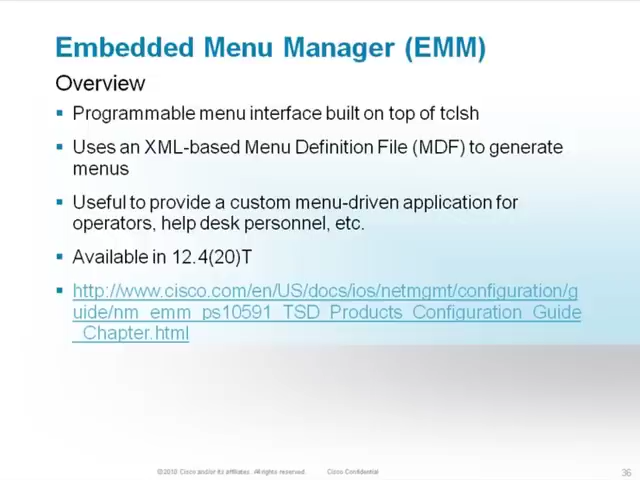 Embedded Menu Manager (EMM)
Overview
▪ Programmable menu interface built on top of tclsh
▪ Uses an XML-based Menu Definition File (MDF) to generate
menus
▪ Useful to provide a custom menu-driven application for
operators, help desk personnel, etc.
▪ Available in 12.4(20)T
▪ http://www.cisco.com/en/US/docs/ios/netmgmt/configuration/g
uide/nm_emm_ps10591_TSD_Products_Configuration_Guide
_Chapter.html
© 2010 Cisco and/or its affiliates. All rights reserved. Cisco Confidential 36